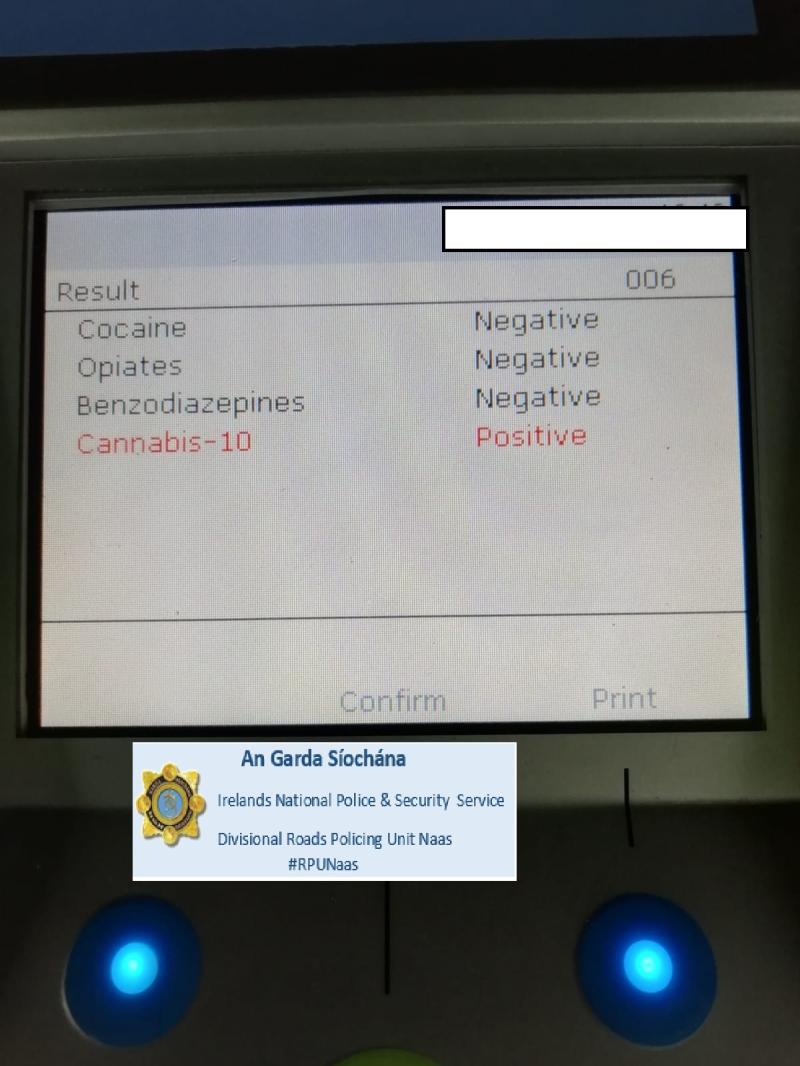 Result 006
Cocaine Negative
Opiates Negative
Benzodiazepines Negative
Cannabis-10 Positive
Confirm Print
An Garda Síochána
Irelands National Police & Security Service
Divisional Roads Policing Unit Naas
#RPUNaas